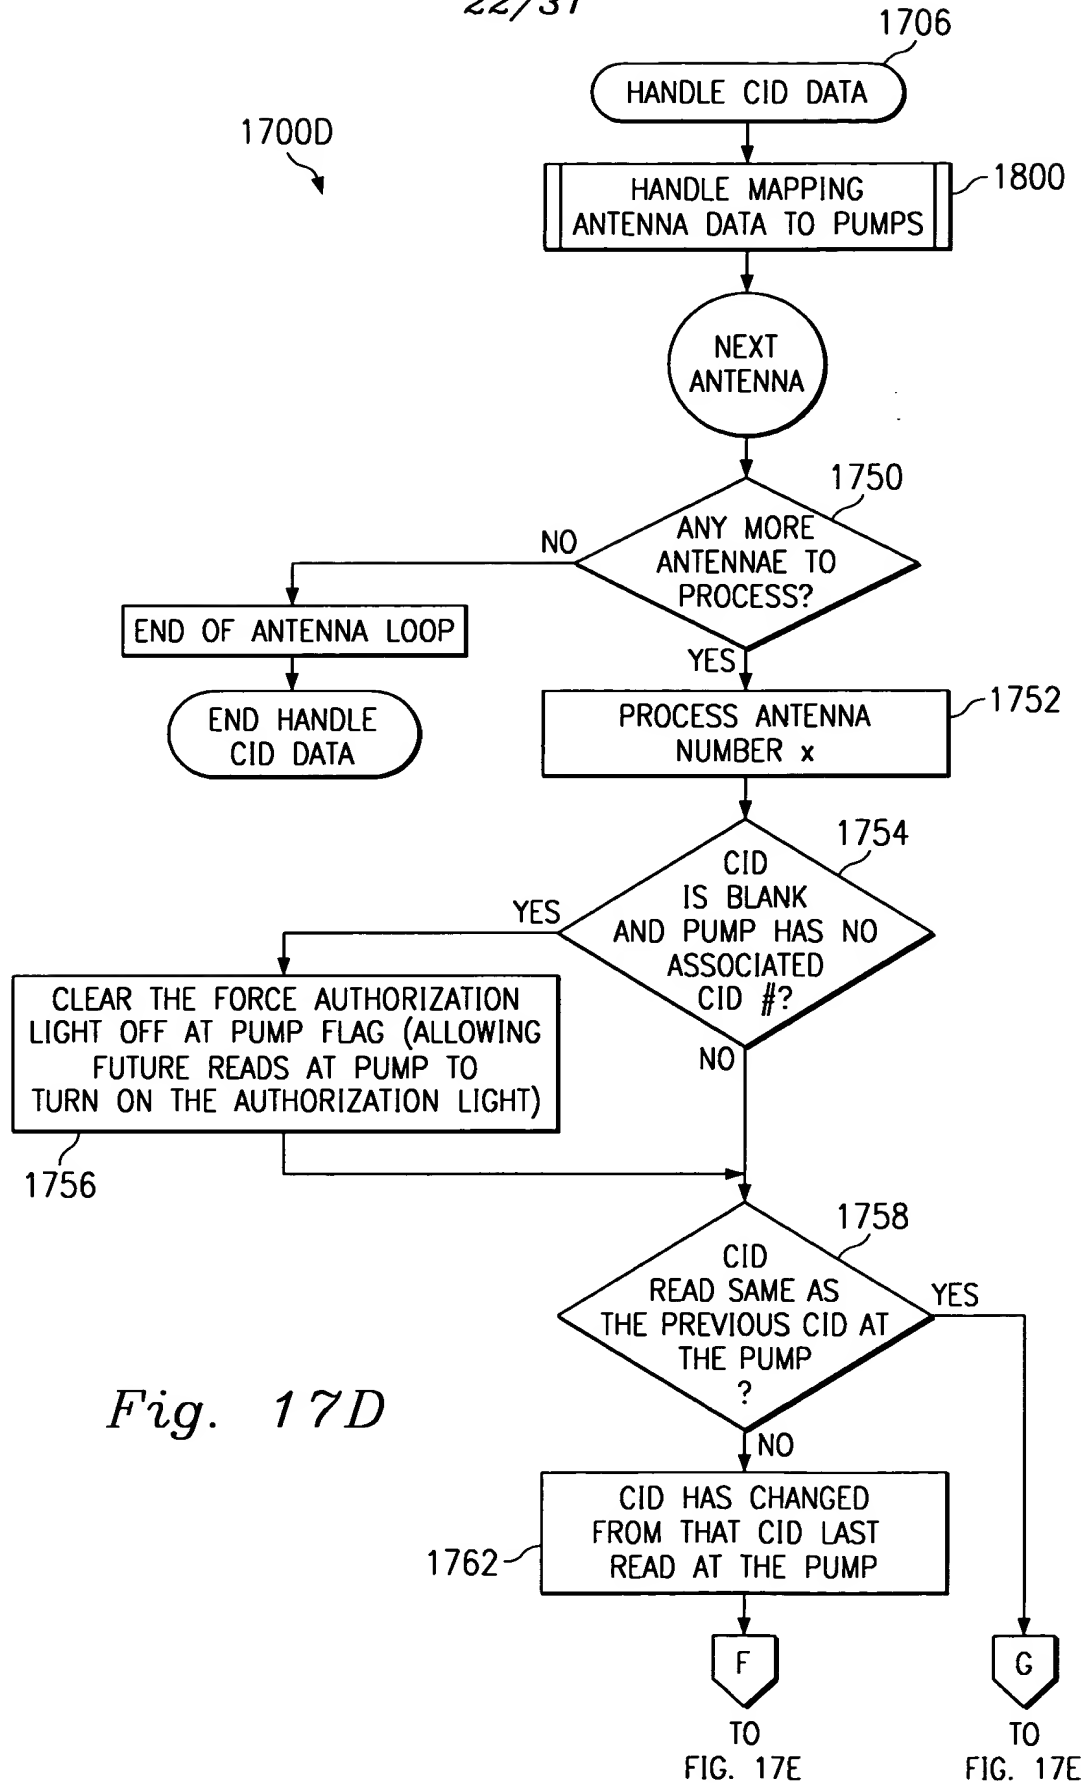 22/31
1706
HANDLE CID DATA
1700D
HANDLE MAPPING
ANTENNA DATA TO PUMPS
1800
NEXT
ANTENNA
1750
ANY MORE
ANTENNAE TO
PROCESS?
NO
END OF ANTENNA LOOP
YES
END HANDLE
CID DATA
PROCESS ANTENNA
NUMBER x
1752
1754
CID
IS BLANK
AND PUMP HAS NO
ASSOCIATED
CID #?
YES
CLEAR THE FORCE AUTHORIZATION
LIGHT OFF AT PUMP FLAG (ALLOWING
FUTURE READS AT PUMP TO
TURN ON THE AUTHORIZATION LIGHT)
NO
1756
1758
CID
READ SAME AS
THE PREVIOUS CID AT
THE PUMP
?
YES
Fig. 17D
NO
CID HAS CHANGED
FROM THAT CID LAST
READ AT THE PUMP
1762
F
G
TO
FIG. 17E
TO
FIG. 17E